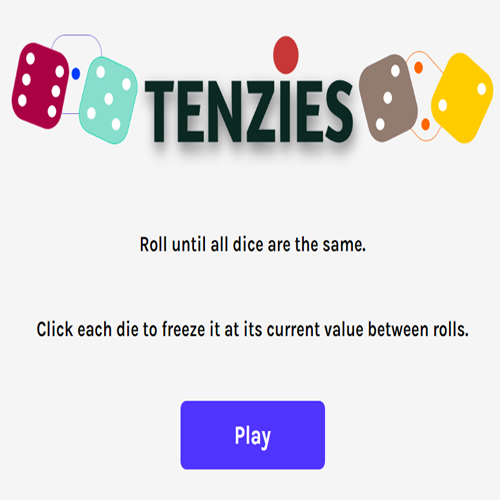 TENZIES
Roll until all dice are the same.
Click each die to freeze it at its current value between rolls.
Play